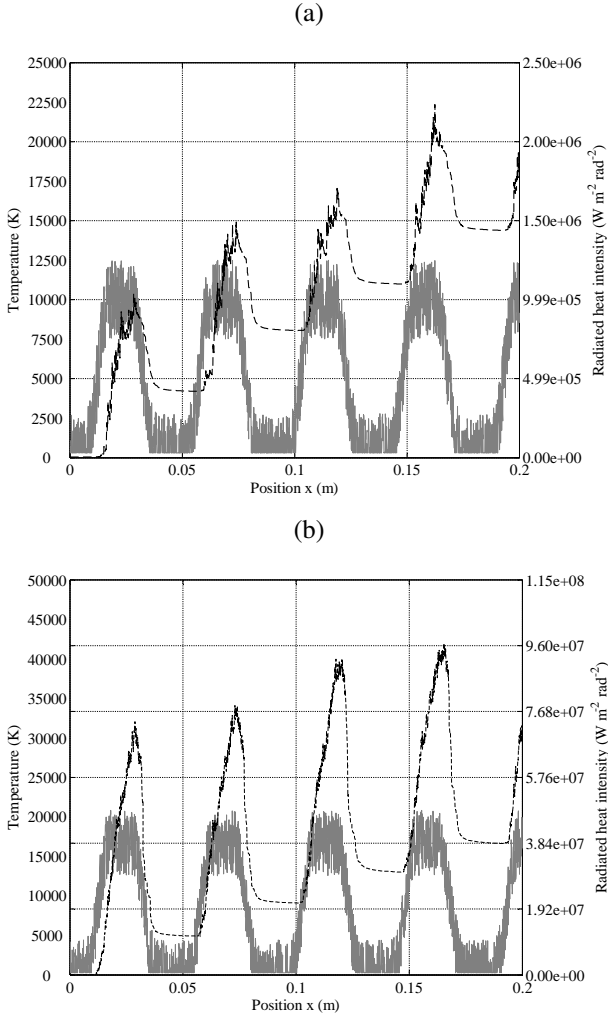 (a)
25000
22500
20000
17500
15000
12500
10000
7500
5000
2500
0
Temperature (K)
2.50e+06
2.00e+06
1.50e+06
9.99e+05
4.99e+05
0.00e+00
Radiated heat intensity (W m-2 rad-2)
0
0.05
0.1
0.15
0.2
Position x (m)
(b)
50000
45000
40000
35000
30000
25000
20000
15000
10000
5000
0
Temperature (K)
1.15e+08
9.60e+07
7.68e+07
5.76e+07
3.84e+07
1.92e+07
0.00e+00
Radiated heat intensity (W m-2 rad-2)
0
0.05
0.1
0.15
0.2
Position x (m)